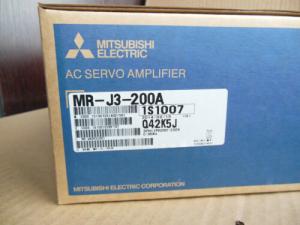 MITSUBISHI
ELECTRIC
AC SERVO AMPLIFIER
MR-J3-200A
1S1007
Q42K5J
MITSUBISHI ELECTRIC CORPORATION